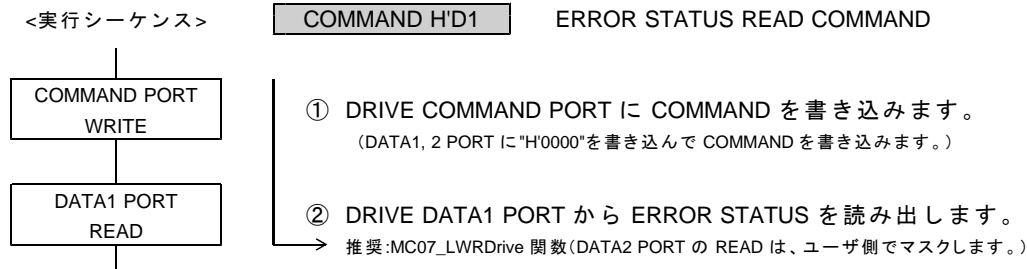 <実行シーケンス>
COMMAND H'D1
ERROR STATUS READ COMMAND
COMMAND PORT
WRITE
① DRIVE COMMAND PORT に COMMAND を書き込みます。
（DATA1, 2 PORT に"H'0000"を書き込んで COMMAND を書き込みます。）
DATA1 PORT
READ
② DRIVE DATA1 PORT から ERROR STATUS を読み出します。
推奨:MC07_LWRDrive 関数（DATA2 PORT の READ は、ユーザ側でマスクします。）